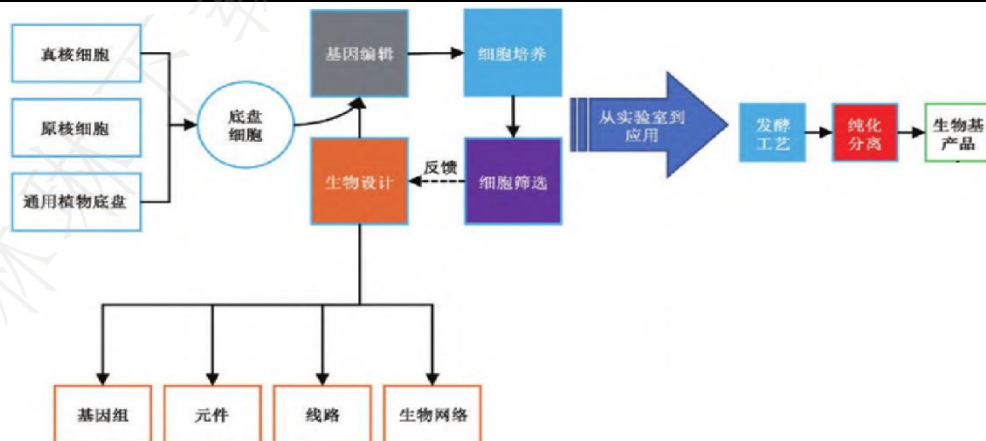 真核细胞
原核细胞
通用植物底盘
底盘
细胞
基因编辑
细胞培养
生物设计
反馈
细胞筛选
从实验室到
应用
发酵
工艺
纯化
分离
生物基
产品
基因组
元件
线路
生物网络